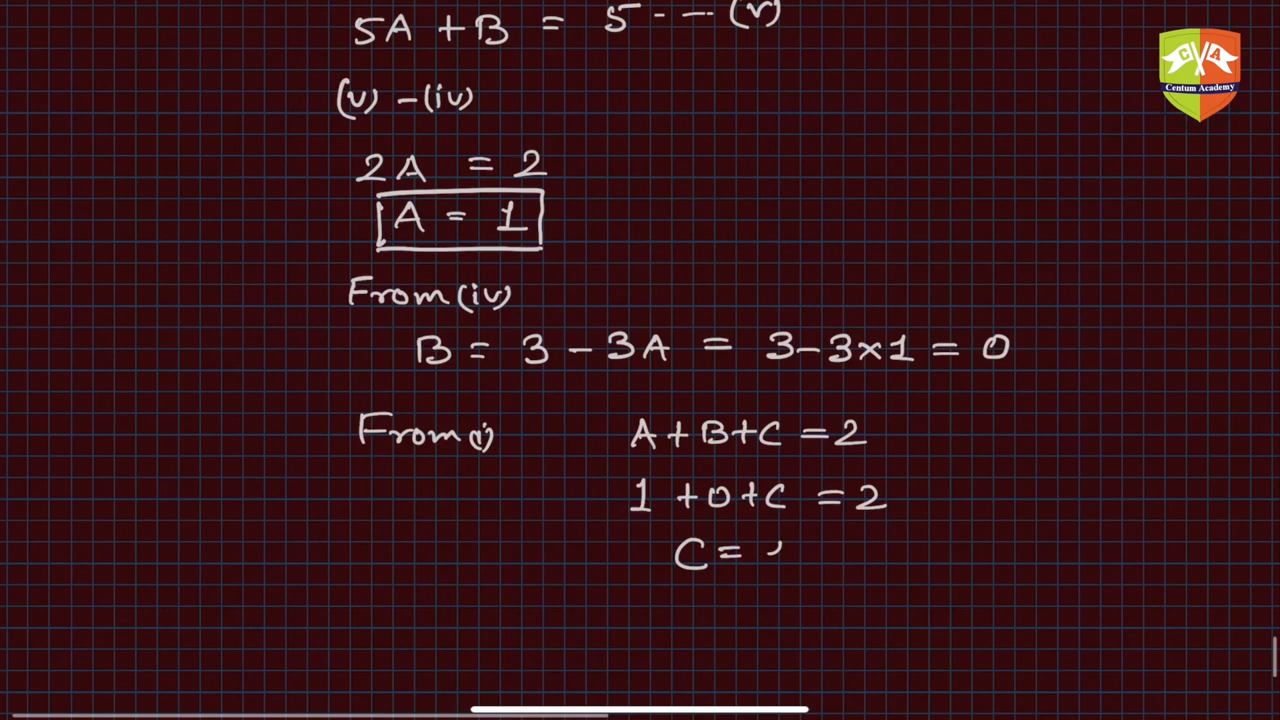 5A + B = 5 -- -- (v)
C A
Centum Academy
(v) - (iv)
2A = 2
A = 1
From (iv)
B = 3 - 3A = 3 - 3×1 = 0
From (i) A + B + C = 2
1 + 0 + C = 2
C =